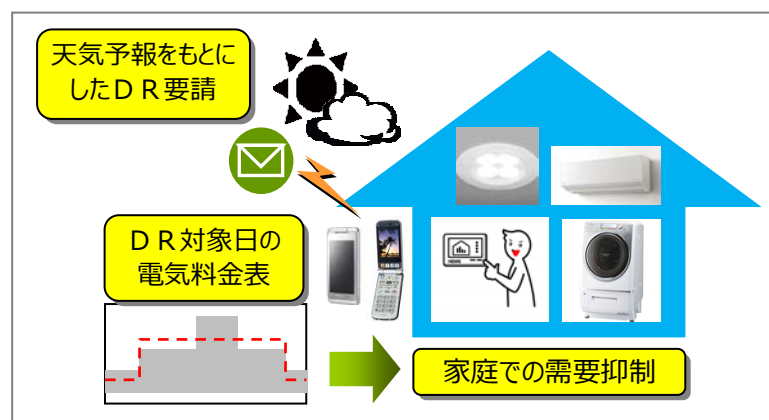 天気予報をもとに
したＤＲ要請
ＤＲ対象日の
電気料金表
家庭での需要抑制